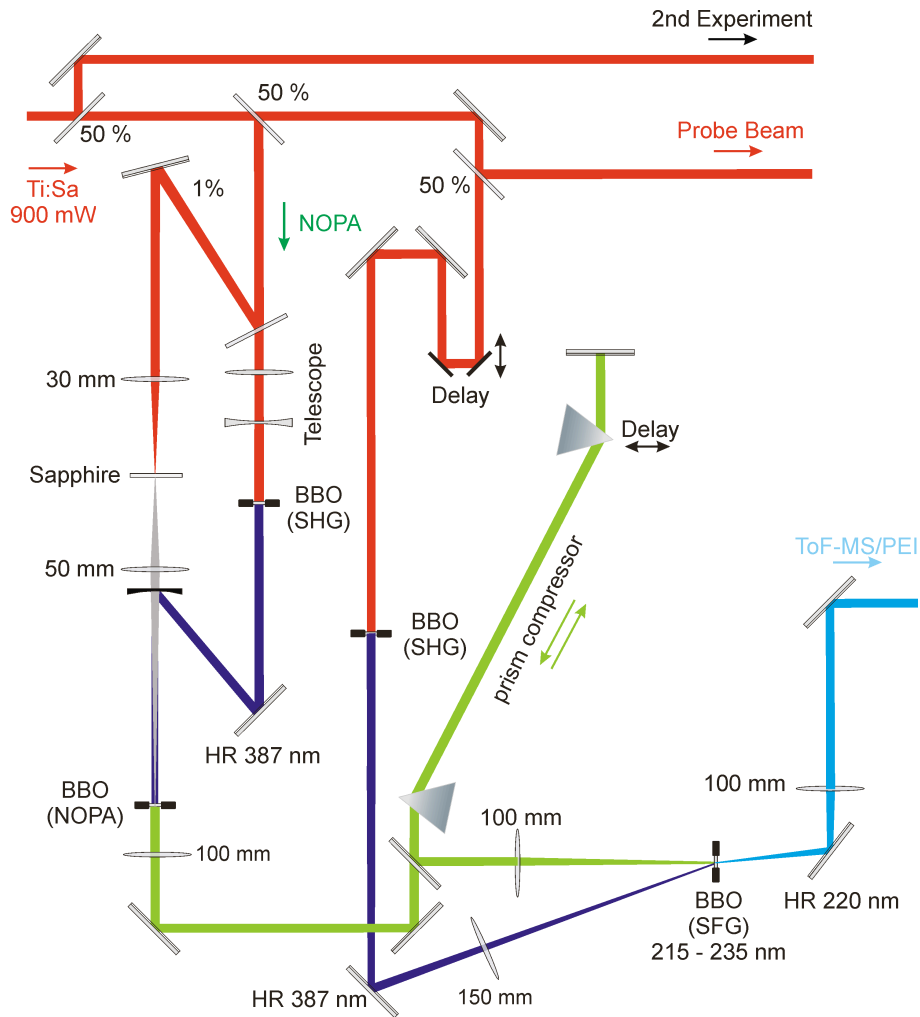 2nd Experiment
50 %
50 %
Probe Beam
Ti:Sa
900 mW
1%
50 %
NOPA
30 mm
Telescope
Delay
Delay
Sapphire
BBO
(SHG)
ToF-MS/PEI
50 mm
prism compressor
BBO
(SHG)
HR 387 nm
BBO
(NOPA)
100 mm
100 mm
100 mm
HR 220 nm
BBO
(SFG)
215 - 235 nm
HR 387 nm
150 mm